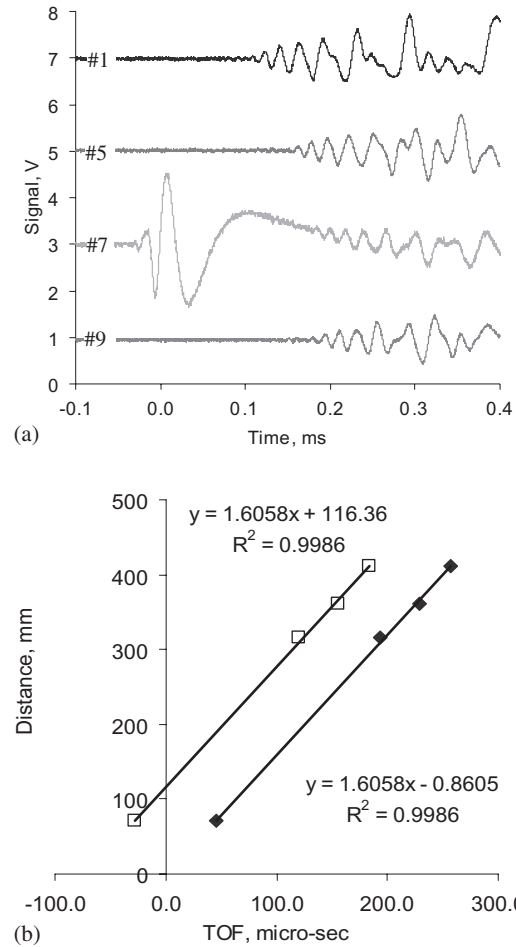 8
7
6
5
4
3
2
1
0
Signal, V
#1
#5
#7
#9
-0.1 0.0 0.1 0.2 0.3 0.4
Time, ms
(a)
500
400
300
200
100
0
Distance, mm
y = 1.6058x + 116.36
R² = 0.9986
y = 1.6058x - 0.8605
R² = 0.9986
-100.0 0.0 100.0 200.0 300.0
TOF, micro-sec
(b)